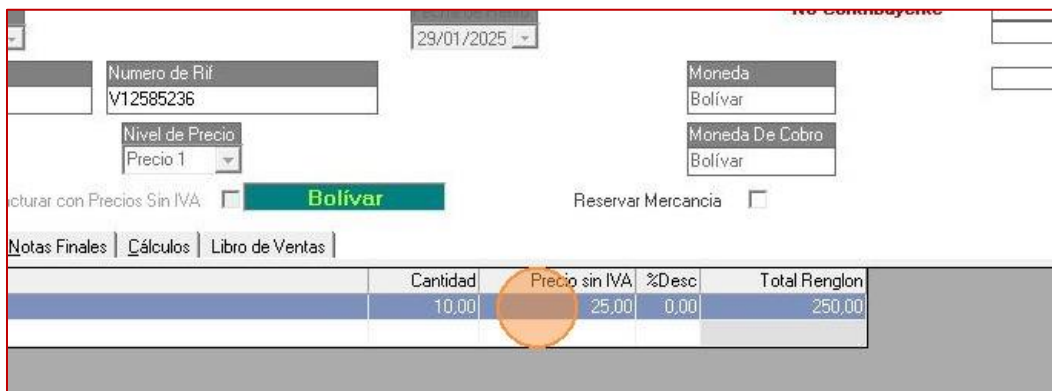 No Contribuyente
29/01/2025
Numero de Rif
Moneda
V12585236
Bolívar
Nivel de Precio
Moneda De Cobro
Precio 1
Bolívar
cturar con Precios Sin IVA
Bolívar
Reservar Mercancia
Notas Finales
Cálculos
Libro de Ventas
Cantidad
Precio sin IVA
%Desc
Total Renglon
10,00
25,00
0,00
250,00